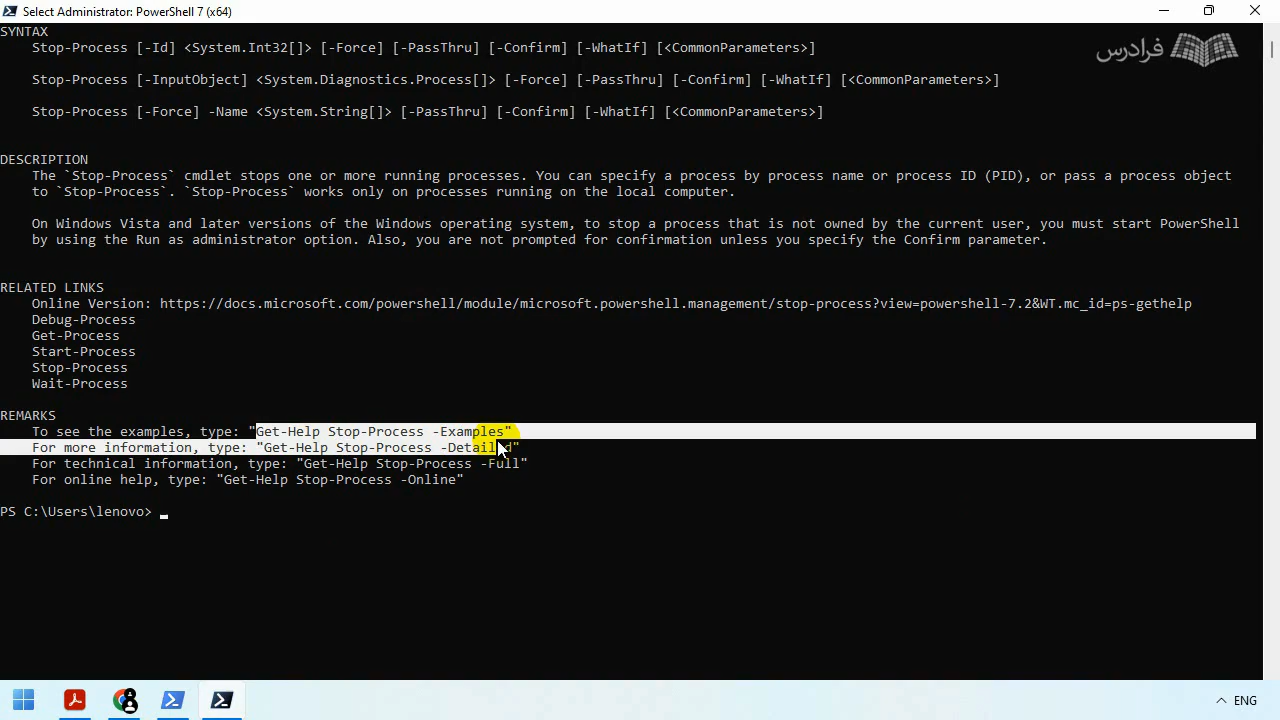 Select Administrator: PowerShell 7 (x64)
SYNTAX
فرادرس
Stop-Process [-Id] <System.Int32[]> [-Force] [-PassThru] [-Confirm] [-WhatIf] [<CommonParameters>]
Stop-Process [-InputObject] <System.Diagnostics.Process[]> [-Force] [-PassThru] [-Confirm] [-WhatIf] [<CommonParameters>]
Stop-Process [-Force] -Name <System.String[]> [-PassThru] [-Confirm] [-WhatIf] [<CommonParameters>]
DESCRIPTION
The `Stop-Process` cmdlet stops one or more running processes. You can specify a process by process name or process ID (PID), or pass a process object
to `Stop-Process`. `Stop-Process` works only on processes running on the local computer.
On Windows Vista and later versions of the Windows operating system, to stop a process that is not owned by the current user, you must start PowerShell
by using the Run as administrator option. Also, you are not prompted for confirmation unless you specify the Confirm parameter.
RELATED LINKS
Online Version: https://docs.microsoft.com/powershell/module/microsoft.powershell.management/stop-process?view=powershell-7.2&WT.mc_id=ps-gethelp
Debug-Process
Get-Process
Start-Process
Stop-Process
Wait-Process
REMARKS
To see the examples, type: "Get-Help Stop-Process -Examples"
For more information, type: "Get-Help Stop-Process -Detailed"
For technical information, type: "Get-Help Stop-Process -Full"
For online help, type: "Get-Help Stop-Process -Online"
PS C:\Users\lenovo>
ENG